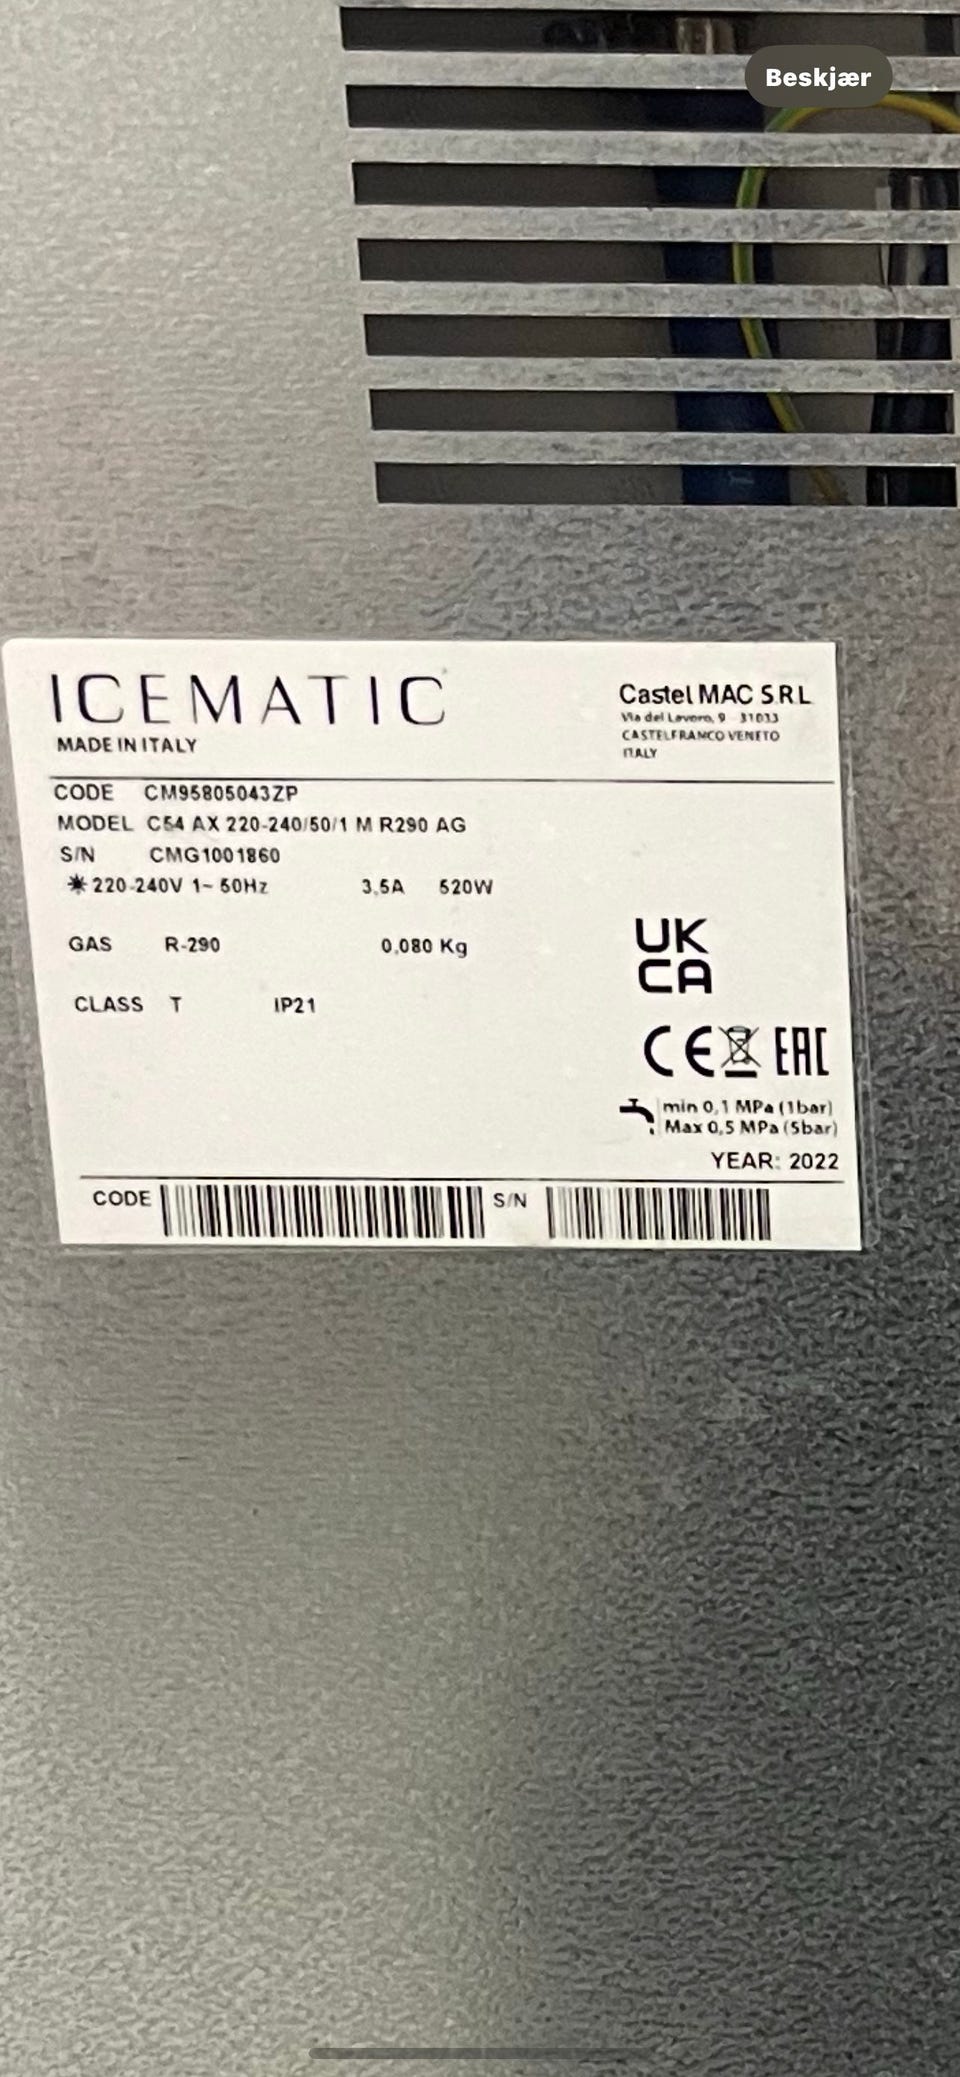 Beskjær
ICEMATIC
MADE IN ITALY
Castel MAC S.R.L
Via del Lavoro, 9 - 31033
CASTELFRANCO VENETO
ITALY
CODE CM95805043ZP
MODEL C54 AX 220-240/50/1 M R290 AG
S/N CMG1001860
220-240V 1~ 50Hz 3,5A 520W
GAS R-290 0,080 Kg
CLASS T IP21
UK
CA
CE EAC
min 0,1 MPa (1bar)
Max 0,5 MPa (5bar)
YEAR: 2022
CODE S/N